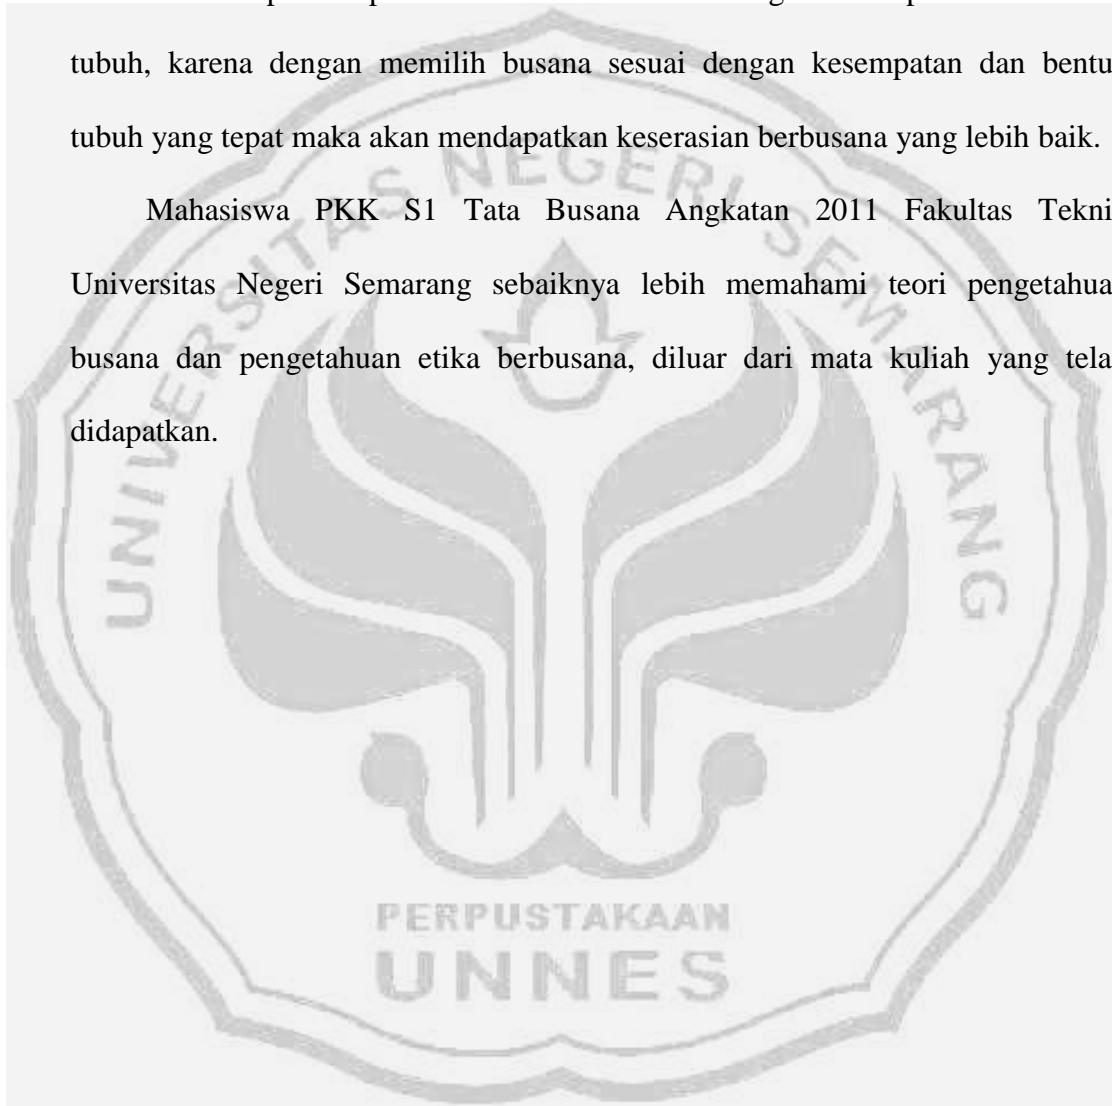 tubuh, karena dengan memilih busana sesuai dengan kesempatan dan bentu
tubuh yang tepat maka akan mendapatkan keserasian berbusana yang lebih baik.
Mahasiswa PKK S1 Tata Busana Angkatan 2011 Fakultas Tekni
Universitas Negeri Semarang sebaiknya lebih memahami teori pengetahua
busana dan pengetahuan etika berbusana, diluar dari mata kuliah yang tela
didapatkan.
UNIVERSITAS NEGERI SEMARANG
PERPUSTAKAAN
UNNES